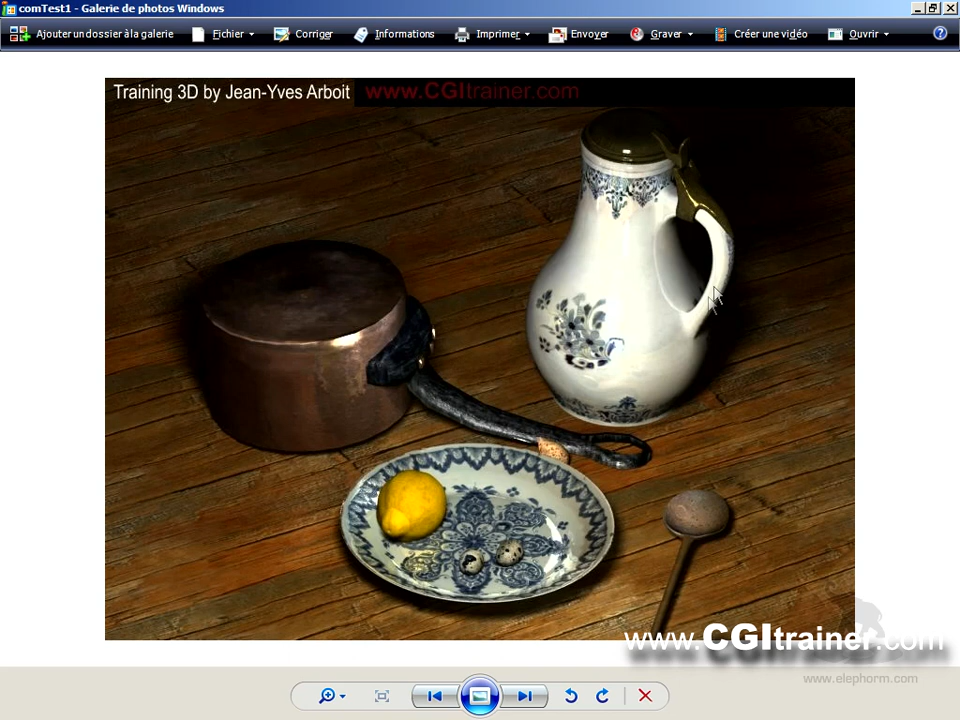 comTest1 - Galerie de photos Windows
Ajouter un dossier à la galerie Fichier Corriger Informations Imprimer Envoyer Graver Créer une vidéo Ouvrir
Training 3D by Jean-Yves Arboit www.CGItrainer.com
www.CGItrainer.com
www.elephorm.com